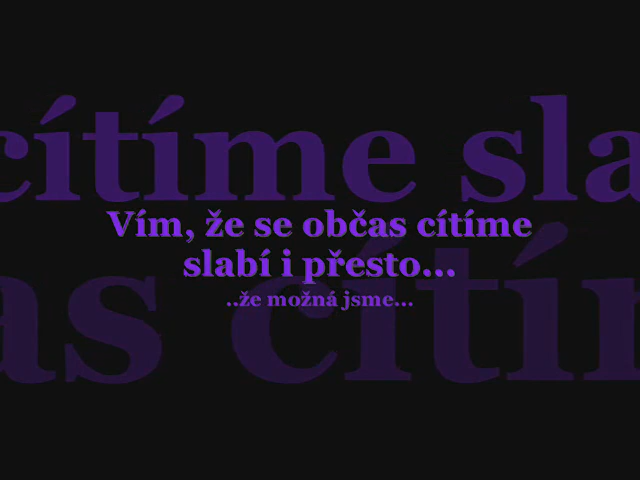 cítíme sla
Vím, že se občas cítíme
slabí i přesto...
..že možná jsme...
as cítím